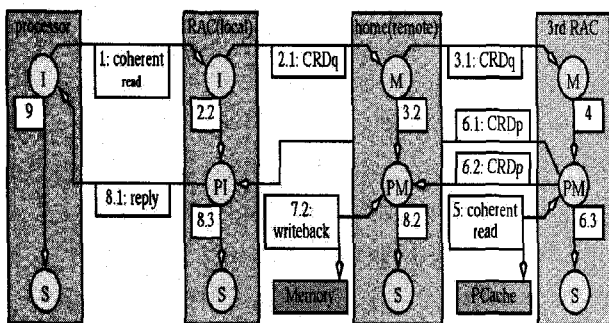 processor
RAC(local)
home(remote)
3rd RAC
1: coherent
read
2.1: CRDq
3.1: CRDq
I
I
M
M
9
2.2
3.2
4
6.1: CRDp
6.2: CRDp
PI
PM
PM
8.1: reply
8.3
7.2:
writeback
8.2
5: coherent
read
6.3
S
S
Memory
S
PCache
S